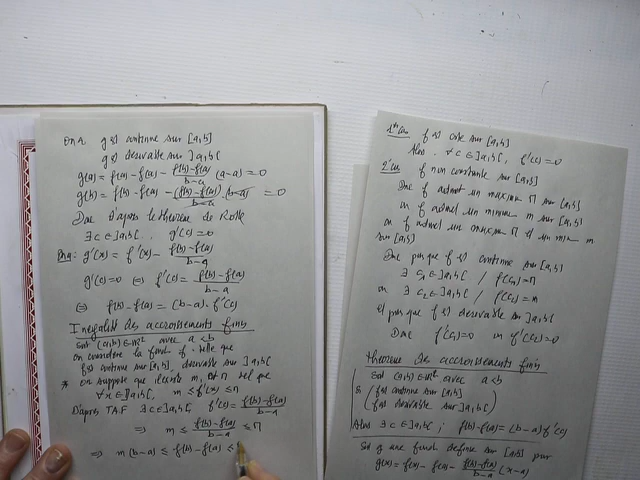 On a g est continue sur [a,b]
g est dérivable sur ]a,b[
g(a) = f(a) - f(a) - (f(b)-f(a))/(b-a) (a-a) = 0
g(b) = f(b) - f(a) - (f(b)-f(a))/(b-a) (b-a) = 0
Donc d'après le théorème de Rolle
∃ c ∈ ]a,b[ . g'(c) = 0
g'(x) = f'(x) - (f(b)-f(a))/(b-a)
g'(c)=0 ⇔ f'(c) = (f(b)-f(a))/(b-a)
⇔ f(b) - f(a) = (b-a). f'(c)
Inégalité des accroissements finis
soit (a,b) ∈ ℝ² avec a<b
on considère la fonct f telle que
f est continue sur [a,b], dérivable sur ]a,b[
* on suppose que il existe m et M tel que
∀x ∈ ]a,b[, m ≤ f'(x) ≤ M
D'après T.A.F ∃ c ∈ ]a,b[ f'(c) = (f(b)-f(a))/(b-a)
⇒ m ≤ (f(b)-f(a))/(b-a) ≤ M
⇒ m(b-a) ≤ f(b)-f(a) ≤
1er Cas f est cste sur [a,b]
Alors . ∀ c ∈ ]a,b[, f'(c) = 0
2e cas f non constante sur [a,b]
Donc f admet un maximum M sur [a,b]
ou f admet un minimum m sur [a,b]
ou f admet un maximum M et un min m
sur [a,b]
Donc puisque f est continue sur [a,b]
∃ c₁ ∈ ]a,b[ / f(c₁) = M
ou ∃ c₂ ∈ ]a,b[ / f(c₂) = m
et puisque f est dérivable sur ]a,b[
Donc f'(c₁)=0 ou f'(c₂)=0
théorème des accroissements finis
Soit (a,b) ∈ ℝ² avec a<b
Si f est continue sur [a,b]
f est dérivable sur ]a,b[
Alors ∃ c ∈ ]a,b[ ; f(b)-f(a) = (b-a) f'(c)
Soit g une fonct définie sur [a,b] par
g(x) = f(x) - f(a) - (f(b)-f(a))/(b-a) (x-a)